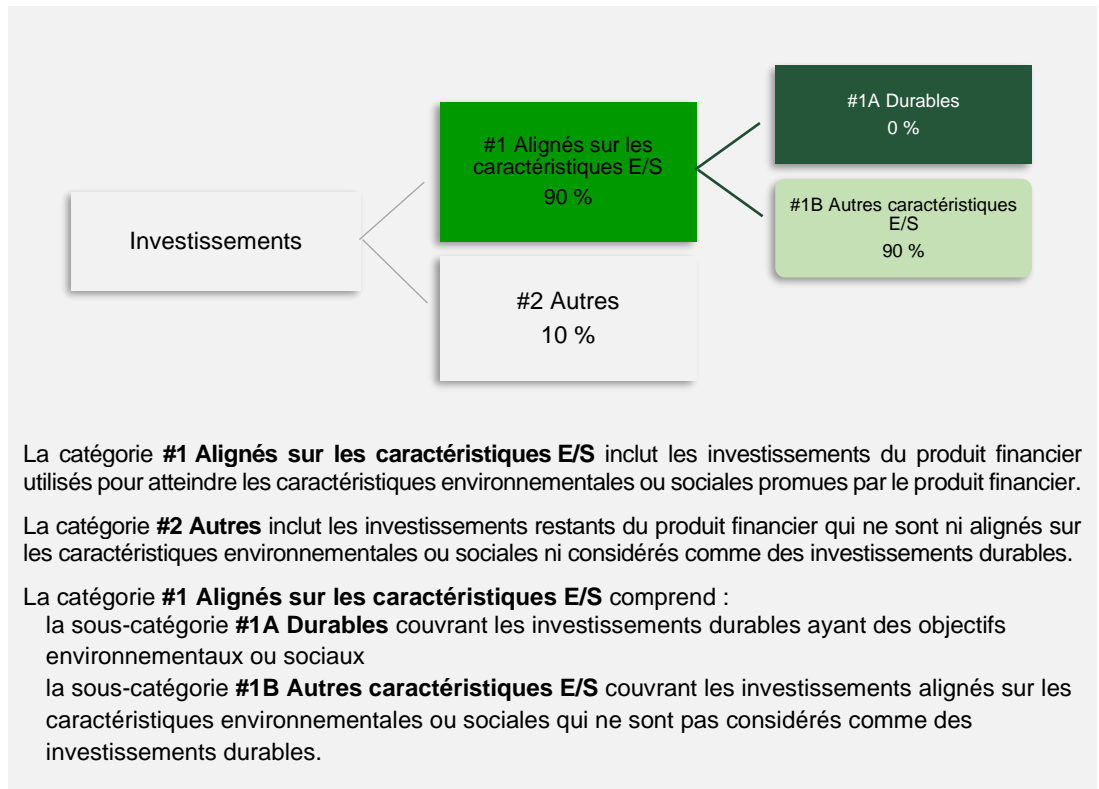 #1A Durables
0 %
#1 Alignés sur les
caractéristiques E/S
90 %
#1B Autres caractéristiques
E/S
90 %
Investissements
#2 Autres
10 %
La catégorie #1 Alignés sur les caractéristiques E/S inclut les investissements du produit financier
utilisés pour atteindre les caractéristiques environnementales ou sociales promues par le produit financier.
La catégorie #2 Autres inclut les investissements restants du produit financier qui ne sont ni alignés sur
les caractéristiques environnementales ou sociales ni considérés comme des investissements durables.
La catégorie #1 Alignés sur les caractéristiques E/S comprend :
la sous-catégorie #1A Durables couvrant les investissements durables ayant des objectifs
environnementaux ou sociaux
la sous-catégorie #1B Autres caractéristiques E/S couvrant les investissements alignés sur les
caractéristiques environnementales ou sociales qui ne sont pas considérés comme des
investissements durables.